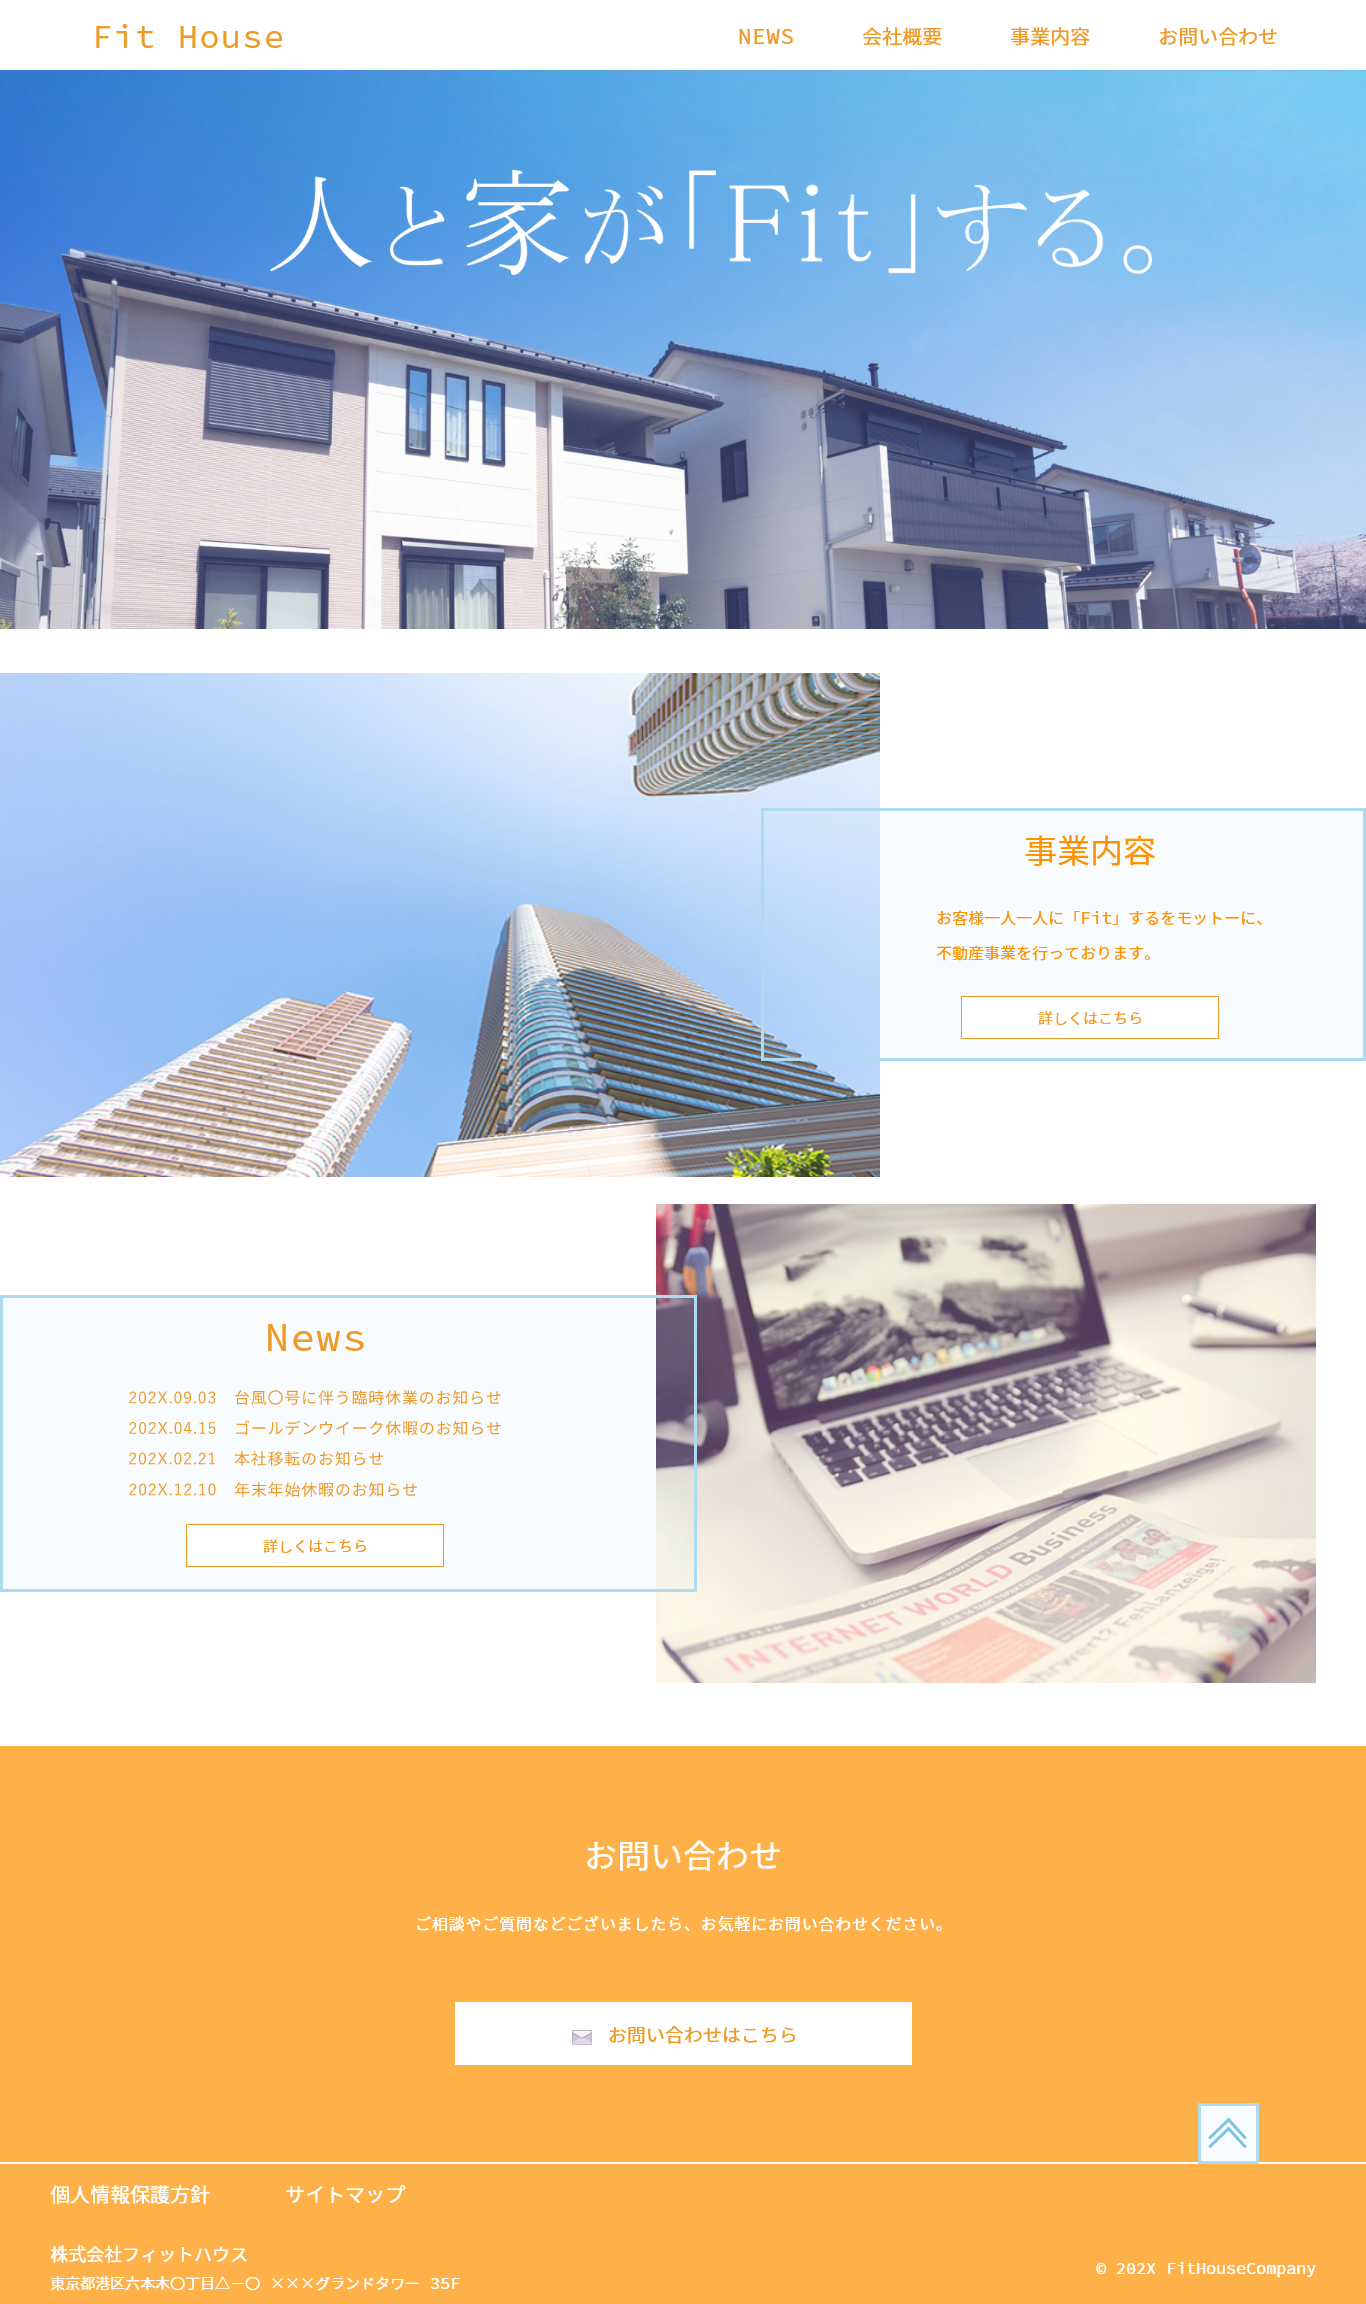 Fit House
NEWS
会社概要
事業内容
お問い合わせ
人と家が「Fit」する。
事業内容
お客様一人一人に「Fit」するをモットーに、
不動産事業を行っております。
詳しくはこちら
News
202X.09.03 台風〇号に伴う臨時休業のお知らせ
202X.04.15 ゴールデンウイーク休暇のお知らせ
202X.02.21 本社移転のお知らせ
202X.12.10 年末年始休暇のお知らせ
詳しくはこちら
INTERNET WORLD Business
Fehlanzeige!
お問い合わせ
ご相談やご質問などございましたら、お気軽にお問い合わせください。
お問い合わせはこちら
個人情報保護方針
サイトマップ
株式会社フィットハウス
東京都港区六本木〇丁目△－〇 ×××グランドタワー 35F
© 202X FitHouseCompany